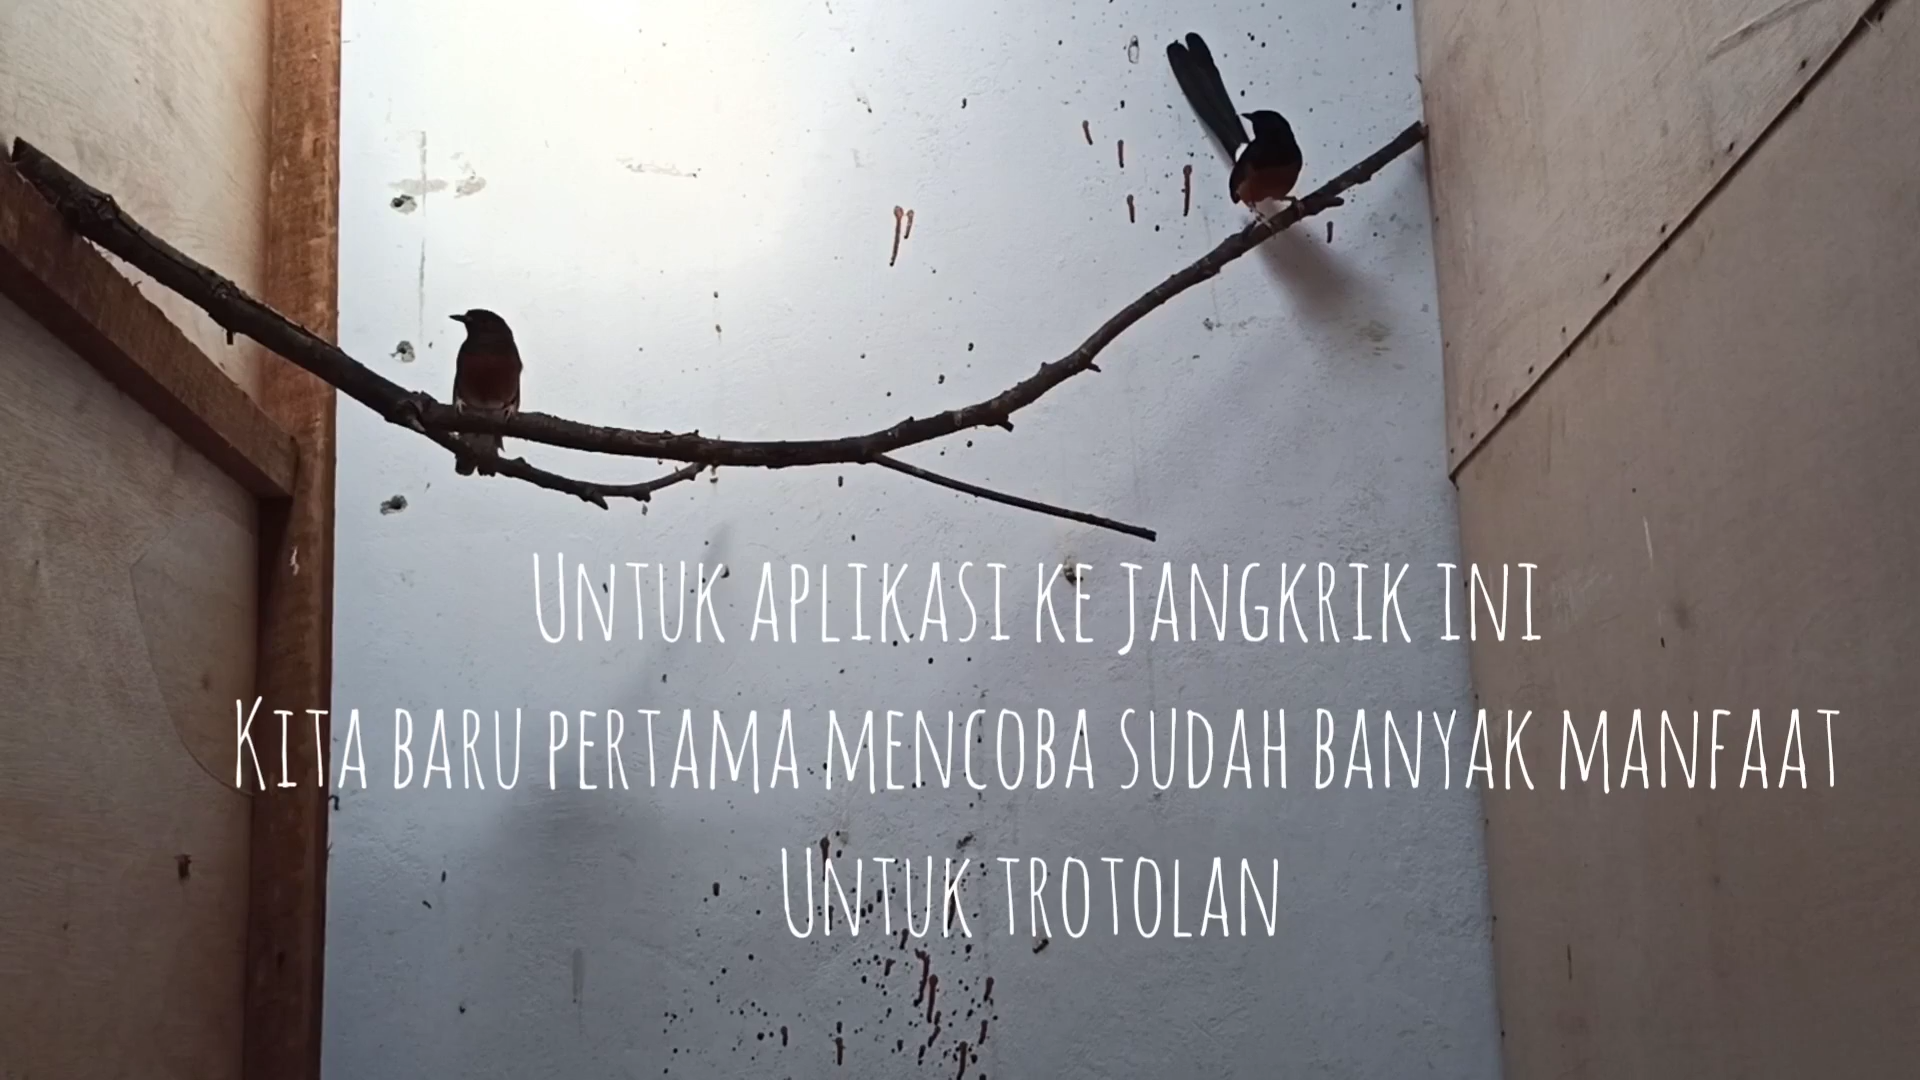 Untuk aplikasi ke jangkrik ini
Kita baru pertama mencoba sudah banyak manfaat
Untuk trotolan